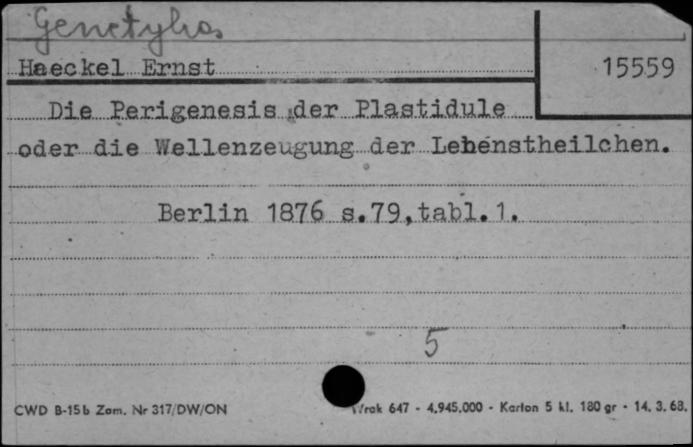 Genetyka
Haeckel Ernst
15559
Die Perigenesis der Plastidule
oder die Wellenzeugung der Lebenstheilchen.
Berlin 1876 s.79,tabl.1.
5
CWD B-15b Zam. Nr 317/DW/ON
647 - 4.945.000 - Karton 5 kl. 180 gr - 14. 3. 68.